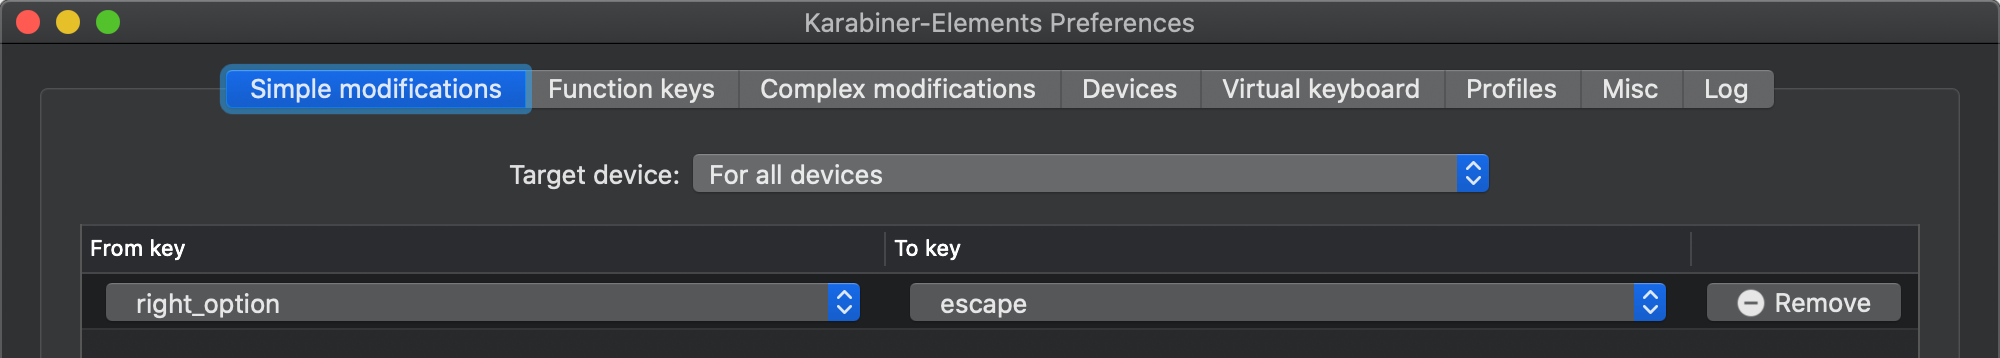 Karabiner-Elements Preferences
Simple modifications Function keys Complex modifications Devices Virtual keyboard Profiles Misc Log
Target device: For all devices
From key To key
right_option escape Remove